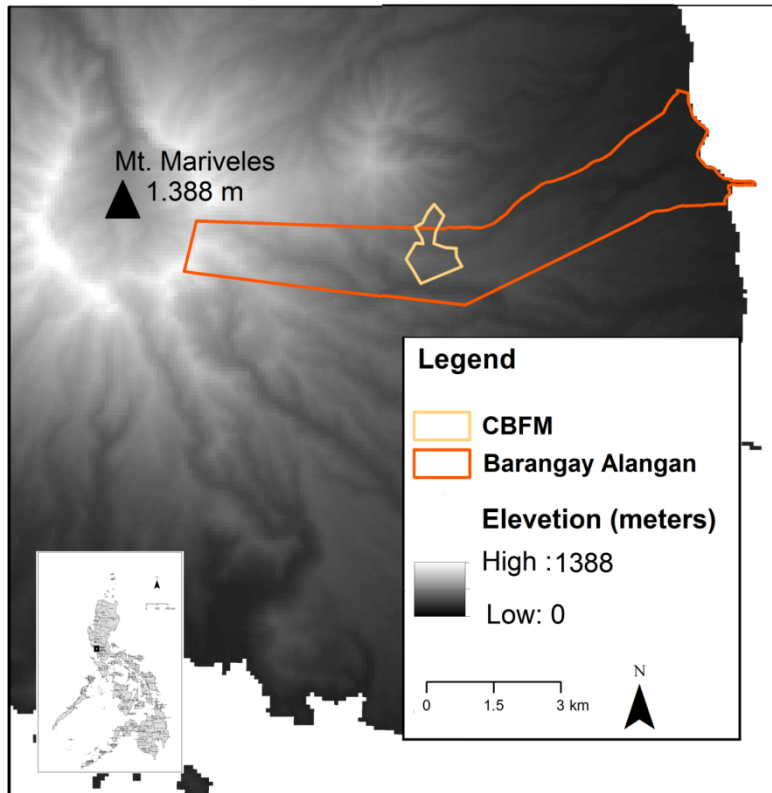 Mt. Mariveles
1.388 m
Legend
CBFM
Barangay Alangan
Elevetion (meters)
High :1388
Low: 0
0 1.5 3 km
N